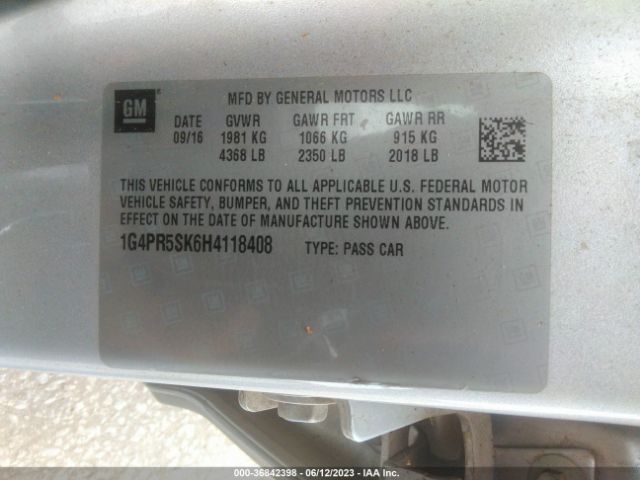 GM
MFD BY GENERAL MOTORS LLC
DATE GVWR GAWR FRT GAWR RR
09/16 1981 KG 1066 KG 915 KG
4368 LB 2350 LB 2018 LB
THIS VEHICLE CONFORMS TO ALL APPLICABLE U.S. FEDERAL MOTOR
VEHICLE SAFETY, BUMPER, AND THEFT PREVENTION STANDARDS IN
EFFECT ON THE DATE OF MANUFACTURE SHOWN ABOVE.
1G4PR5SK6H4118408 TYPE: PASS CAR
000-36842398 - 06/12/2023 - IAA Inc.